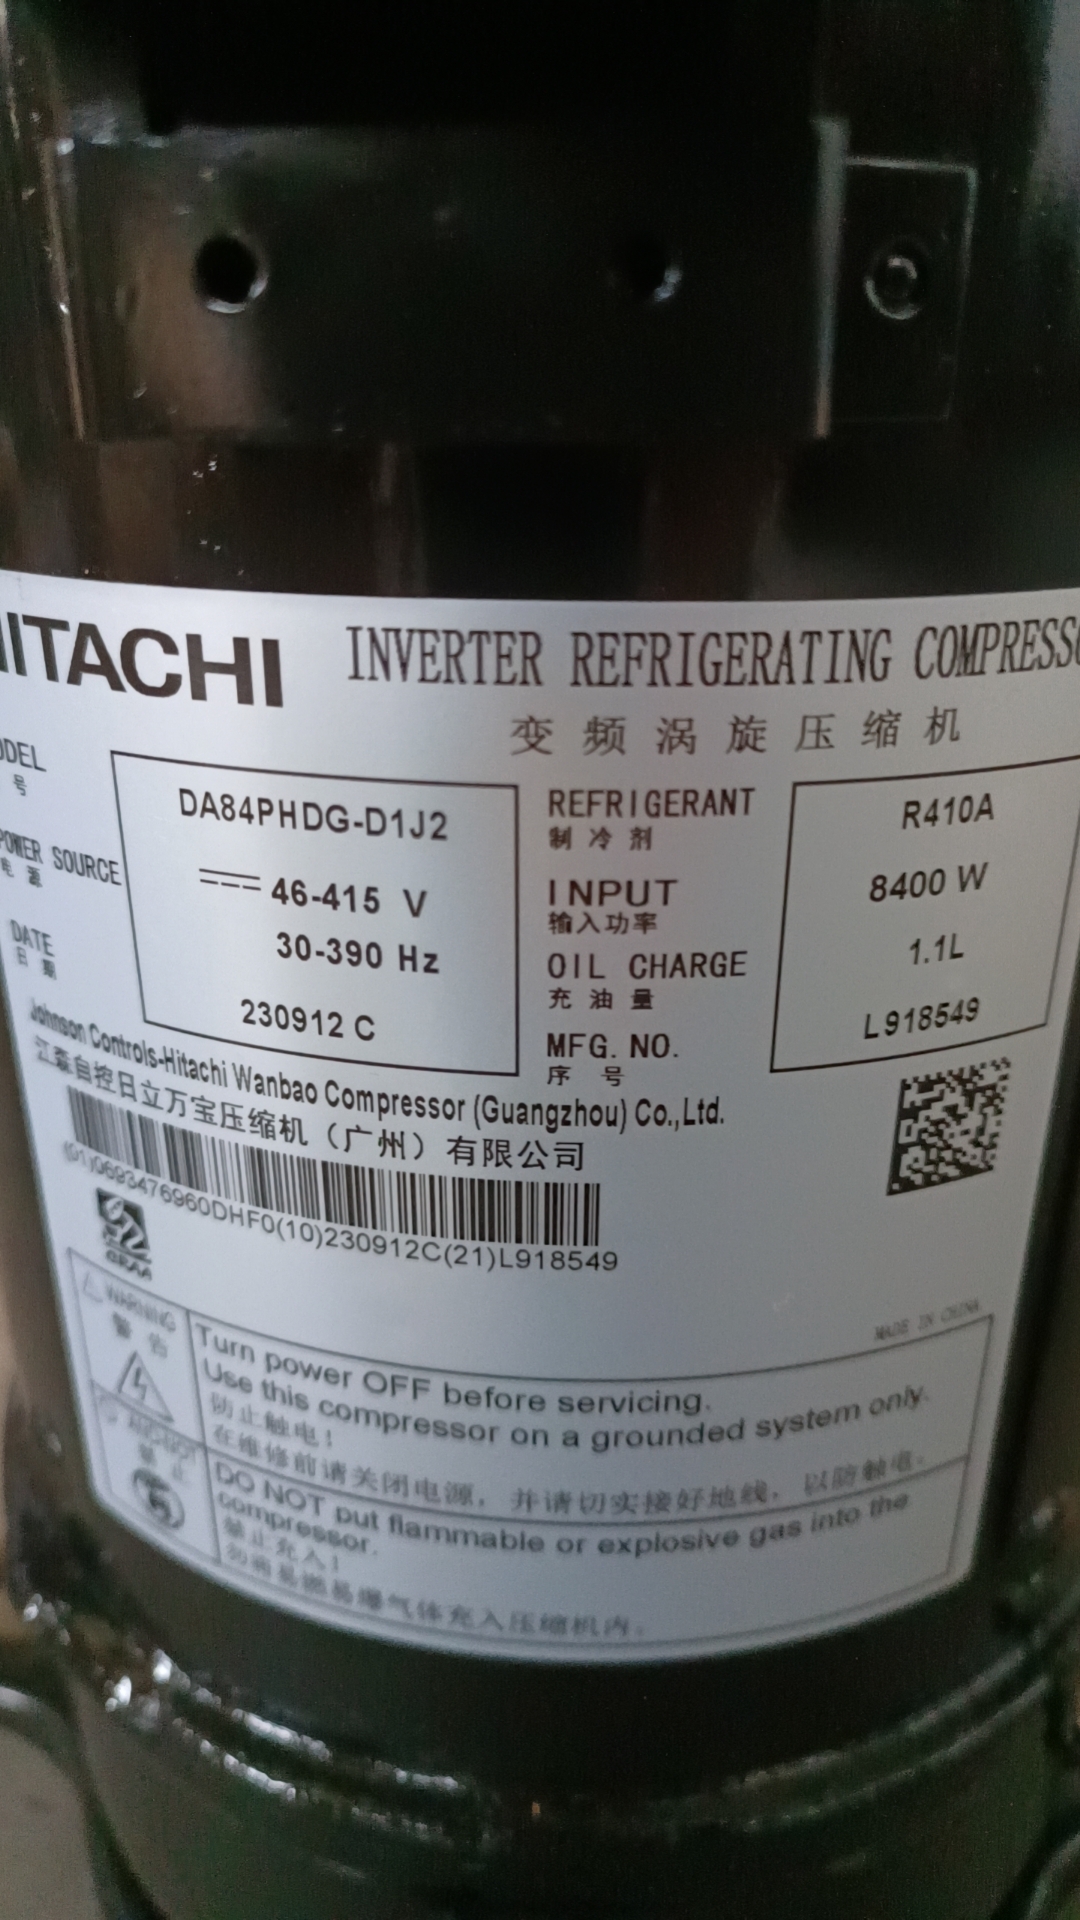 HITACHI INVERTER REFRIGERATING COMPRESSO
变频涡旋压缩机
ODEL DA84PHDG-D1J2
号
POWER SOURCE 46-415 V
电源
30-390 Hz
DATE 230912 C
日期
REFRIGERANT R410A
制冷剂
INPUT 8400 W
输入功率
OIL CHARGE 1.1L
充油量
MFG. NO. L918549
序号
Johnson Controls-Hitachi Wanbao Compressor (Guangzhou) Co.,Ltd.
江森自控日立万宝压缩机（广州）有限公司
(01)0693476960DHF0(10)230912C(21)L918549
MADE IN CHINA
WARNING
警告
Turn power OFF before servicing.
Use this compressor on a grounded system only.
防止触电！
在维修前请关闭电源，并请切实接好地线，以防触电。
禁止
DO NOT put flammable or explosive gas into the
compressor.
禁止充入！
勿将易燃易爆气体充入压缩机内。